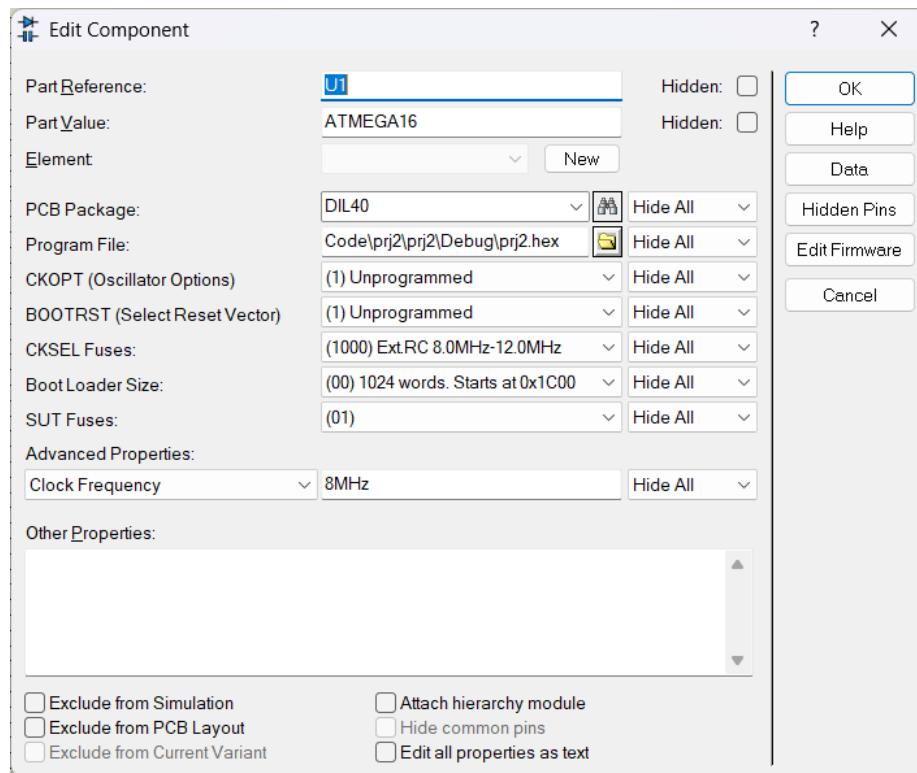 Edit Component ? ×
Part Reference: U1 Hidden: OK
Part Value: ATMEGA16 Hidden: Help
Element: New Data
PCB Package: DIL40 Hide All Hidden Pins
Program File: Code\prj2\prj2\Debug\prj2.hex Hide All Edit Firmware
CKOPT (Oscillator Options) (1) Unprogrammed Hide All Cancel
BOOTRST (Select Reset Vector) (1) Unprogrammed Hide All
CKSEL Fuses: (1000) Ext.RC 8.0MHz-12.0MHz Hide All
Boot Loader Size: (00) 1024 words. Starts at 0x1C00 Hide All
SUT Fuses: (01) Hide All
Advanced Properties:
Clock Frequency 8MHz Hide All
Other Properties:
Exclude from Simulation Attach hierarchy module
Exclude from PCB Layout Hide common pins
Exclude from Current Variant Edit all properties as text